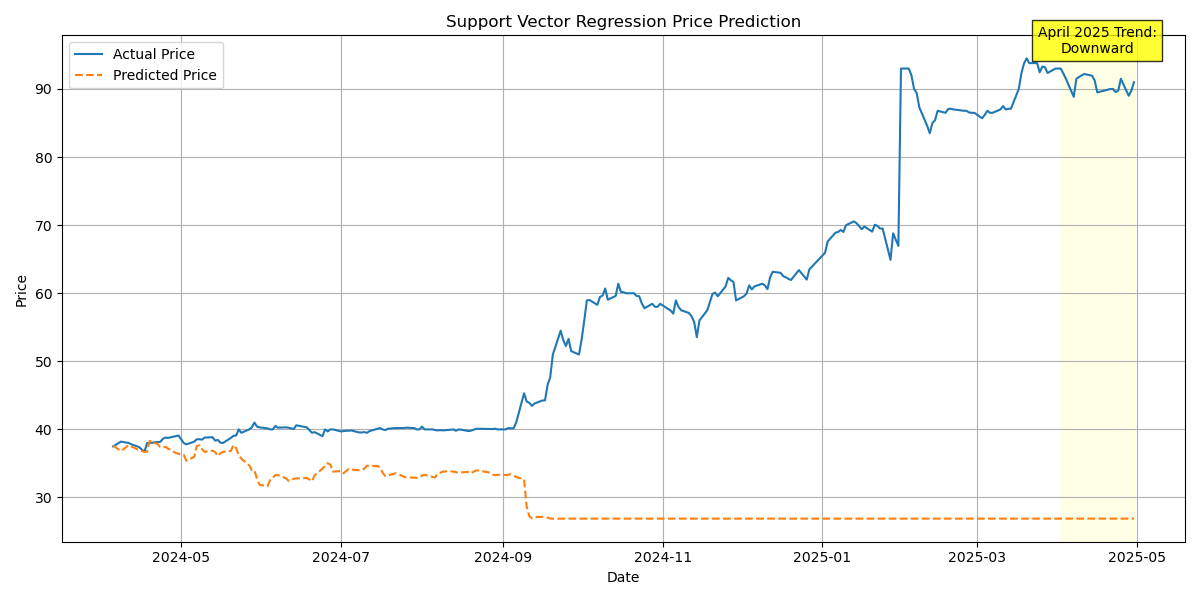 Support Vector Regression Price Prediction
April 2025 Trend:
Downward
Actual Price
Predicted Price
Price
90
80
70
60
50
40
30
2024-05
2024-07
2024-09
2024-11
2025-01
2025-03
2025-05
Date